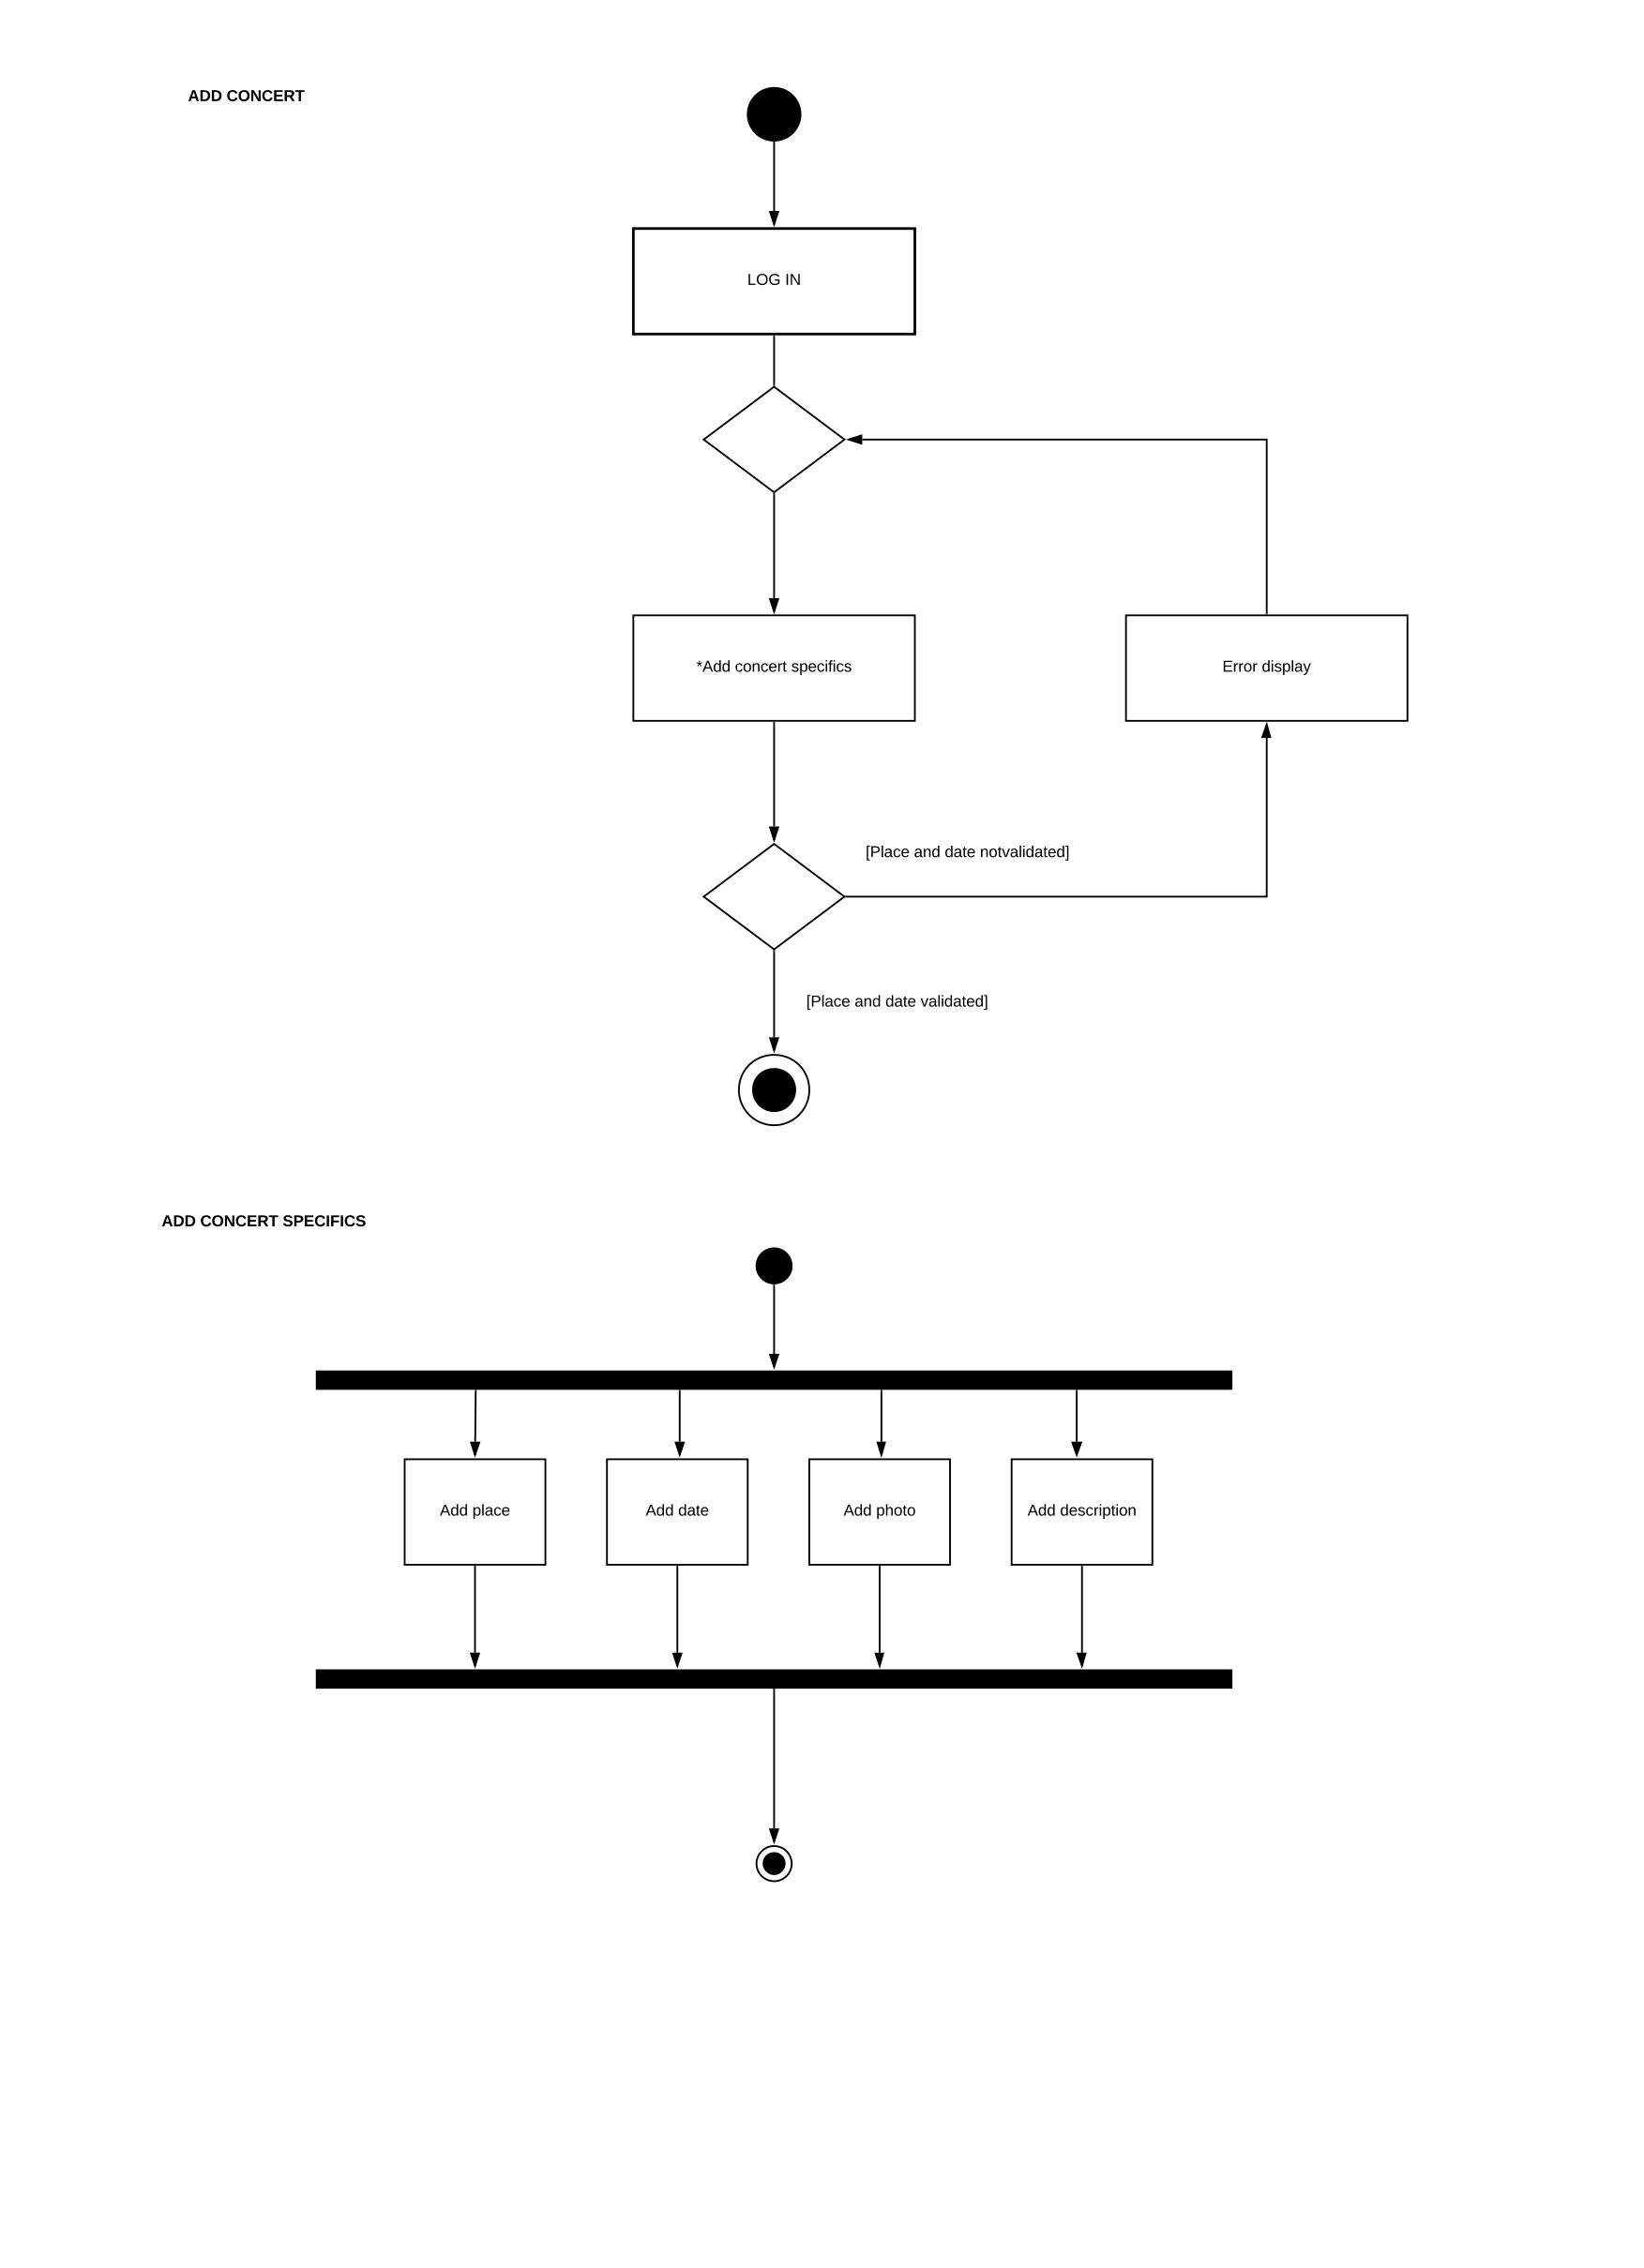 ADD CONCERT
LOG IN
*Add concert specifics
Error display
[Place and date notvalidated]
[Place and date validated]
ADD CONCERT SPECIFICS
Add place
Add date
Add photo
Add description